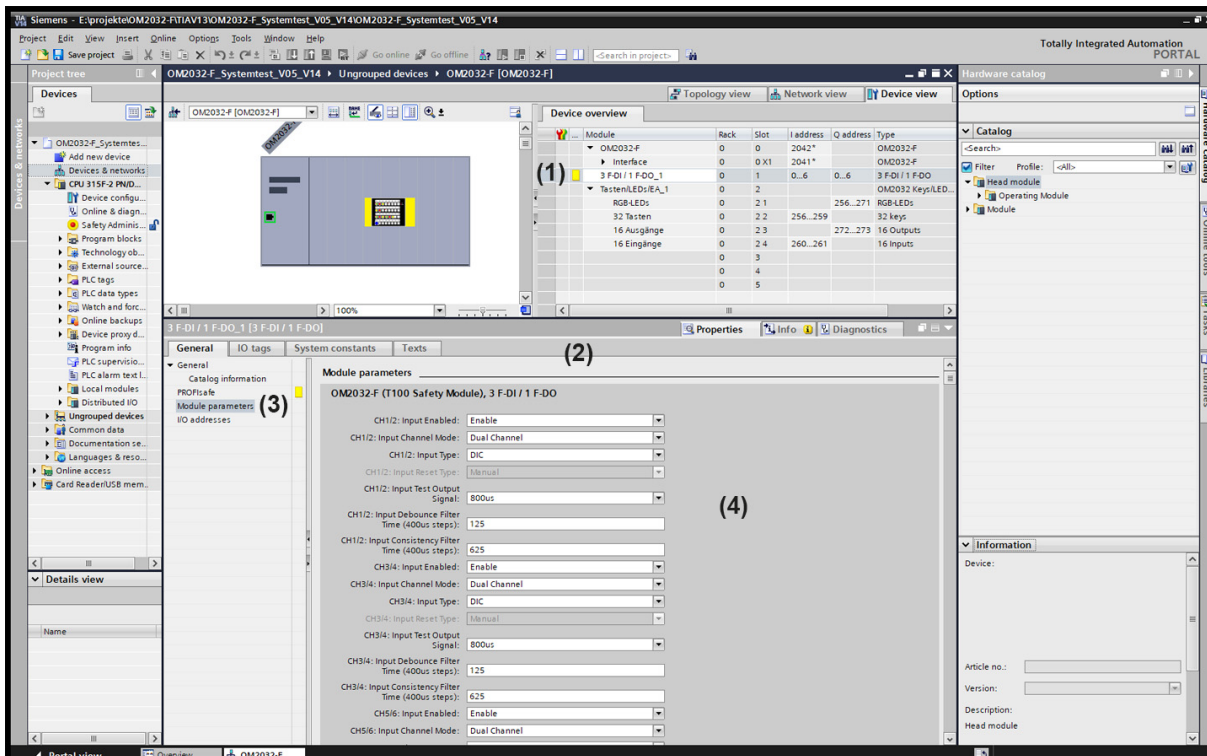 Siemens - E:\projekte\OM2032-F\TIAV13\OM2032-F_Systemtest_V05_V14\OM2032-F_Systemtest_V05_V14
Project Edit View Insert Online Options Tools Window Help
Totally Integrated Automation
PORTAL
Save project Go online Go offline <Search in project>
Project tree
OM2032-F_Systemtest_V05_V14 Ungrouped devices OM2032-F [OM2032-F]
Hardware catalog
Devices
Topology view Network view Device view
Options
OM2032-F [OM2032-F]
Device overview
Devices & networks
OM2032-F_Systemtes...
Add new device
Devices & networks
CPU 315F-2 PN/D...
Device configu...
Online & diagn...
Safety Adminis...
Program blocks
Technology ob...
External source...
PLC tags
PLC data types
Watch and forc...
Online backups
Device proxy d...
Program info
PLC supervisio...
PLC alarm text l...
Local modules
Distributed I/O
Ungrouped devices
Common data
Documentation se...
Languages & reso...
Online access
Card Reader/USB mem...
Details view
Name
OM2032-
100%
... Module Rack Slot I address Q address Type
OM2032-F 0 0 2042* OM2032-F
Interface 0 0 X1 2041* OM2032-F
(1) 3 F-DI / 1 F-DO_1 0 1 0...6 0...6 3 F-DI / 1 F-DO
Tasten/LEDs/EA_1 0 2 OM2032 Keys/LED...
RGB-LEDs 0 2 1 256...271 RGB-LEDs
32 Tasten 0 2 2 256...259 32 keys
16 Ausgänge 0 2 3 272...273 16 Outputs
16 Eingänge 0 2 4 260...261 16 Inputs
0 3
0 4
0 5
3 F-DI / 1 F-DO_1 [3 F-DI / 1 F-DO]
Properties Info Diagnostics
General IO tags System constants Texts
(2)
General
Catalog information
PROFIsafe
Module parameters (3)
I/O addresses
Module parameters
OM2032-F (T100 Safety Module), 3 F-DI / 1 F-DO
CH1/2: Input Enabled: Enable
CH1/2: Input Channel Mode: Dual Channel
CH1/2: Input Type: DIC
CH1/2: Input Reset Type: Manual
CH1/2: Input Test Output
Signal: 800us
(4)
CH1/2: Input Debounce Filter
Time (400us steps): 125
CH1/2: Input Consistency Filter
Time (400us steps): 625
CH3/4: Input Enabled: Enable
CH3/4: Input Channel Mode: Dual Channel
CH3/4: Input Type: DIC
CH3/4: Input Reset Type: Manual
CH3/4: Input Test Output
Signal: 800us
CH3/4: Input Debounce Filter
Time (400us steps): 125
CH3/4: Input Consistency Filter
Time (400us steps): 625
CH5/6: Input Enabled: Enable
CH5/6: Input Channel Mode: Dual Channel
Catalog
<Search>
Filter Profile: <All>
Head module
Operating Module
Module
Information
Device:
Article no.:
Version:
Description:
Head module
Portal view Overview OM2032-F